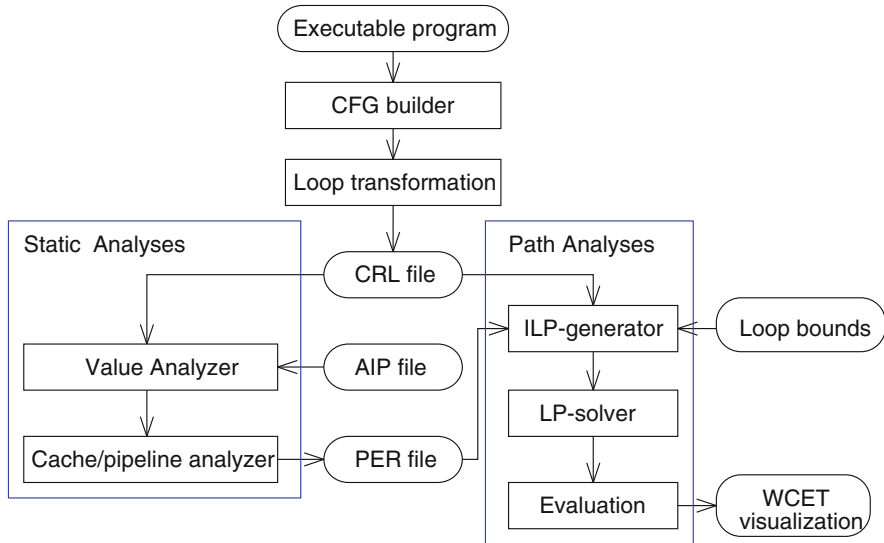 Executable program
CFG builder
Loop transformation
Static Analyses
Path Analyses
CRL file
ILP-generator
Loop bounds
Value Analyzer
AIP file
LP-solver
Cache/pipeline analyzer
PER file
Evaluation
WCET
visualization